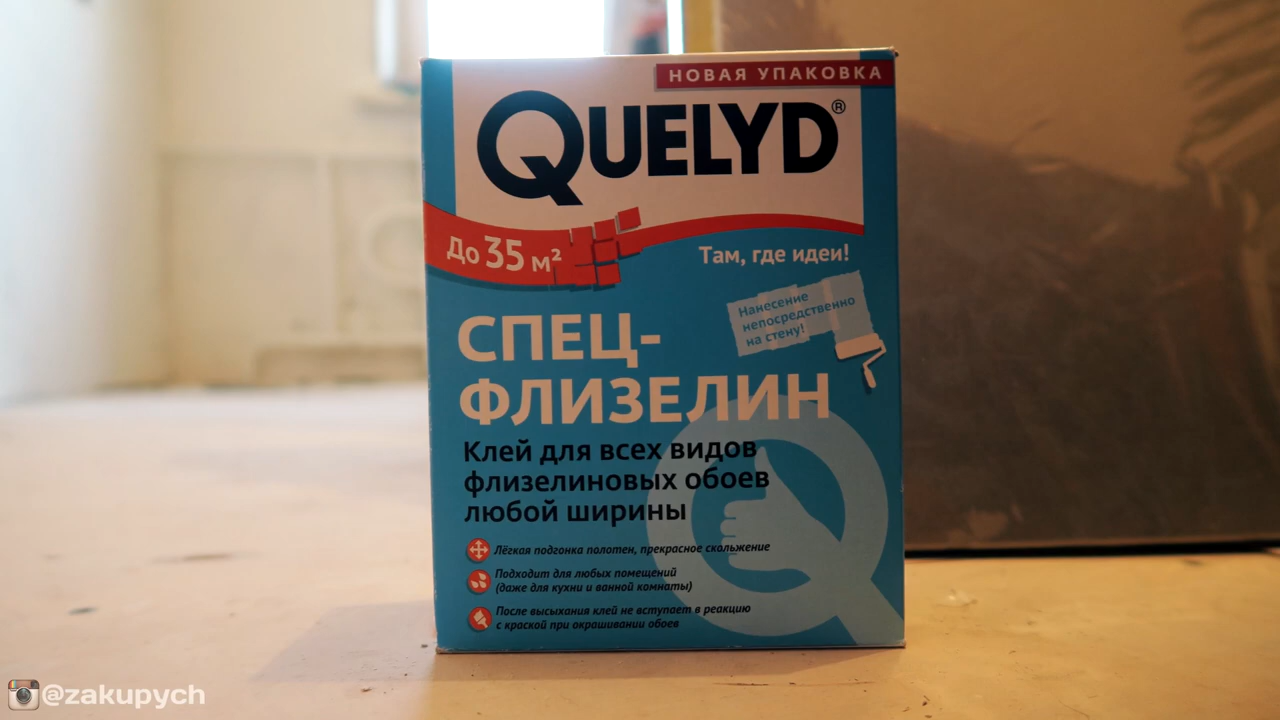 НОВАЯ УПАКОВКА
QUELYD®
До 35 м²
Там, где идеи!
Нанесение
непосредственно
на стену!
СПЕЦ-
ФЛИЗЕЛИН
Клей для всех видов
флизелиновых обоев
любой ширины
Лёгкая подгонка полотен, прекрасное скольжение
Подходит для любых помещений
(даже для кухни и ванной комнаты)
После высыхания клей не вступает в реакцию
с краской при окрашивании обоев
@zakupych